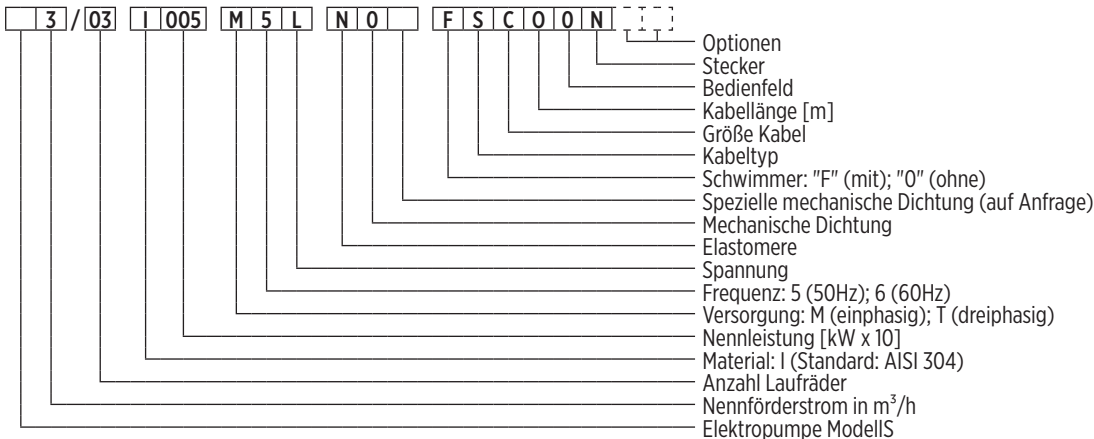 3 / 03 I 005 M 5 L N 0 F S C 0 0 N
Optionen
Stecker
Bedienfeld
Kabellänge [m]
Größe Kabel
Kabeltyp
Schwimmer: "F" (mit); "0" (ohne)
Spezielle mechanische Dichtung (auf Anfrage)
Mechanische Dichtung
Elastomere
Spannung
Frequenz: 5 (50Hz); 6 (60Hz)
Versorgung: M (einphasig); T (dreiphasig)
Nennleistung [kW x 10]
Material: I (Standard: AISI 304)
Anzahl Laufräder
Nennförderstrom in m³/h
Elektropumpe ModellS